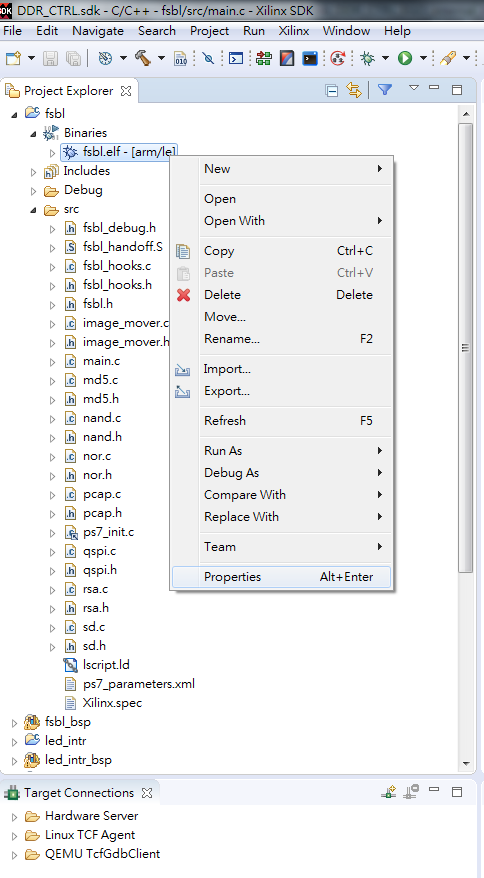 SDK DDR_CTRL.sdk - C/C++ - fsbl/src/main.c - Xilinx SDK
File Edit Navigate Search Project Run Xilinx Window Help
010
Project Explorer
fsbl
Binaries
fsbl.elf - [arm/le]
Includes
Debug
src
fsbl_debug.h
fsbl_handoff.S
fsbl_hooks.c
fsbl_hooks.h
fsbl.h
image_mover.c
image_mover.h
main.c
md5.c
md5.h
nand.c
nand.h
nor.c
nor.h
pcap.c
pcap.h
ps7_init.c
qspi.c
qspi.h
rsa.c
rsa.h
sd.c
sd.h
lscript.ld
ps7_parameters.xml
Xilinx.spec
fsbl_bsp
led_intr
led_intr_bsp
New
Open
Open With
Copy Ctrl+C
Paste Ctrl+V
Delete Delete
Move...
Rename... F2
Import...
Export...
Refresh F5
Run As
Debug As
Compare With
Replace With
Team
Properties Alt+Enter
Target Connections
Hardware Server
Linux TCF Agent
QEMU TcfGdbClient